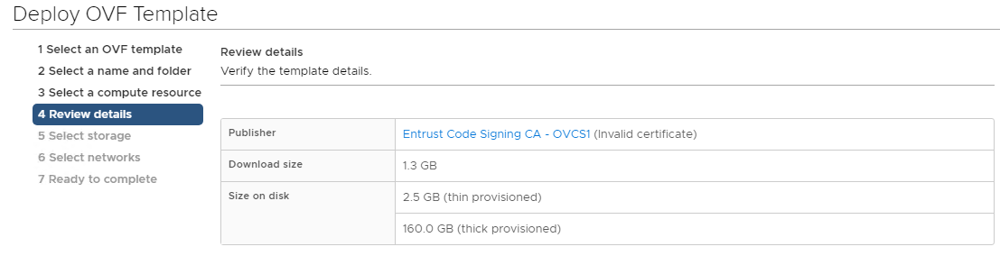 Deploy OVF Template
1 Select an OVF template
2 Select a name and folder
3 Select a compute resource
4 Review details
5 Select storage
6 Select networks
7 Ready to complete
Review details
Verify the template details.
Publisher Entrust Code Signing CA - OVCS1 (Invalid certificate)
Download size 1.3 GB
Size on disk 2.5 GB (thin provisioned)
160.0 GB (thick provisioned)